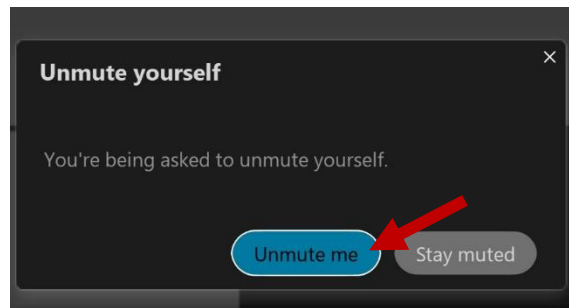 Unmute yourself
You're being asked to unmute yourself.
Unmute me
Stay muted